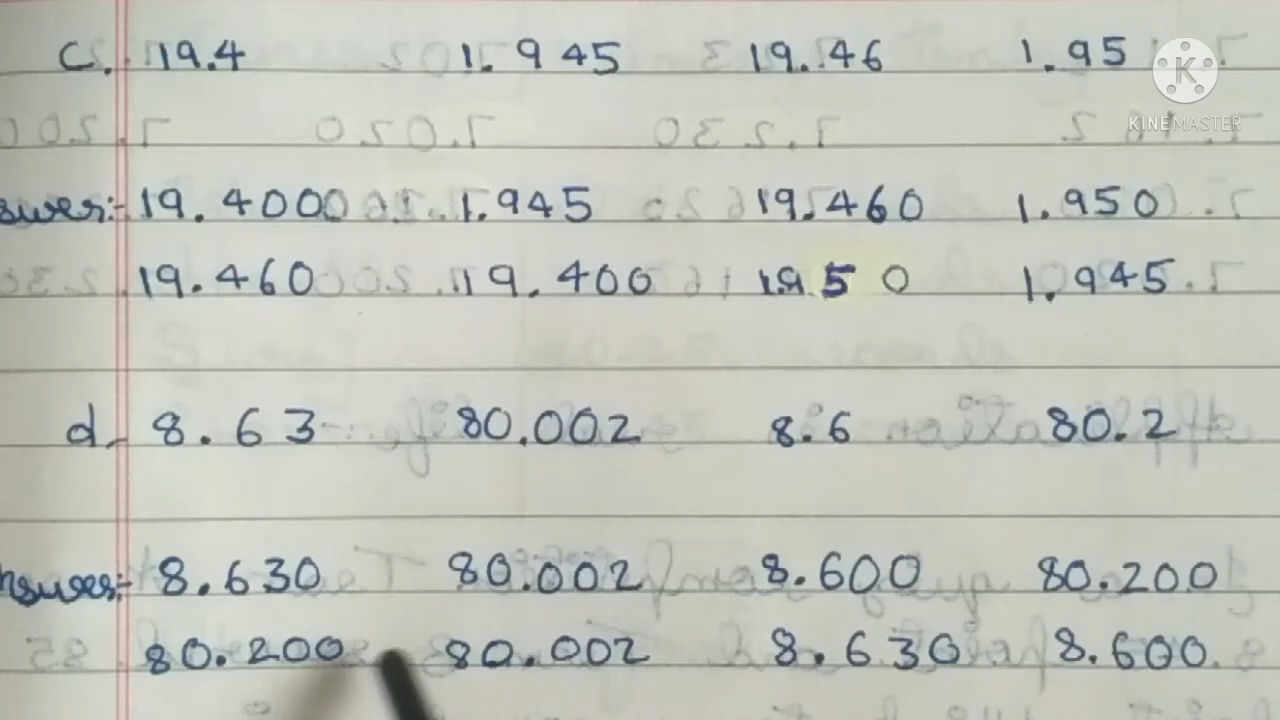 C. 19.4 1.945 19.46 1.95
KINEMASTER
swer:- 19.4000 1.945 19.460 1.950
19.460 19.400 1.945
d. 8.63 80.002 8.6 80.2
nswer:- 8.630 80.002 8.600 80.200
80.200 80.002 8.630 8.600